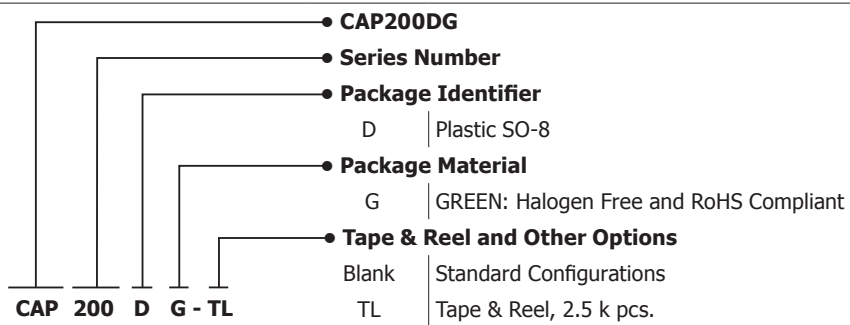 CAP200DG
Series Number
Package Identifier
D Plastic SO-8
Package Material
G GREEN: Halogen Free and RoHS Compliant
Tape & Reel and Other Options
Blank Standard Configurations
CAP 200 D G - TL TL Tape & Reel, 2.5 k pcs.